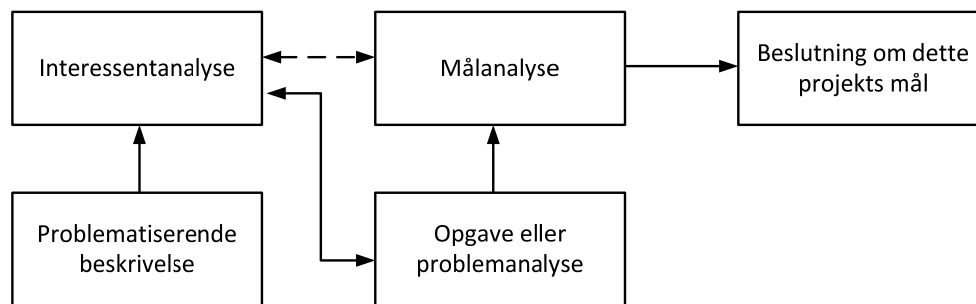 Interessentanalyse
Målanalyse
Beslutning om dette
projekts mål
Problematiserende
beskrivelse
Opgave eller
problemanalyse